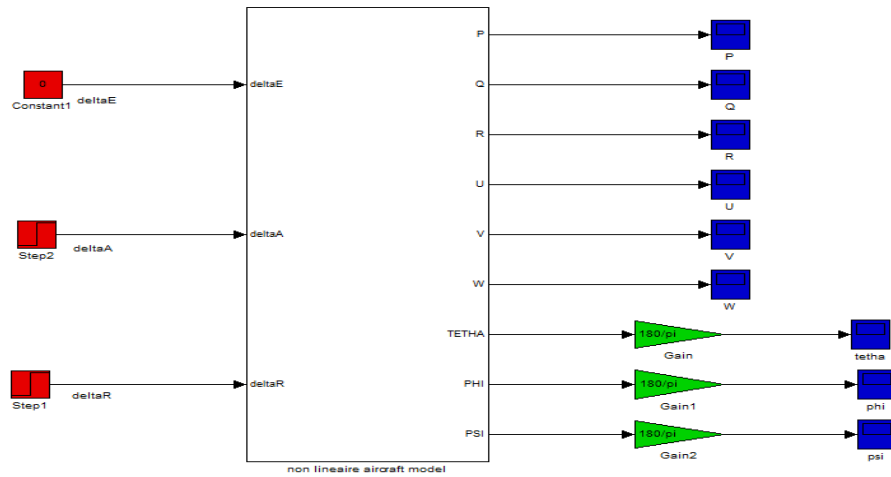 0
Constant1
deltaE
deltaE
Step2
deltaA
deltaA
Step1
deltaR
deltaR
P
Q
R
U
V
W
TETHA
PHI
PSI
non lineaire aircraft model
P
Q
R
U
V
W
180/pi
Gain
tetha
180/pi
Gain1
phi
180/pi
Gain2
psi